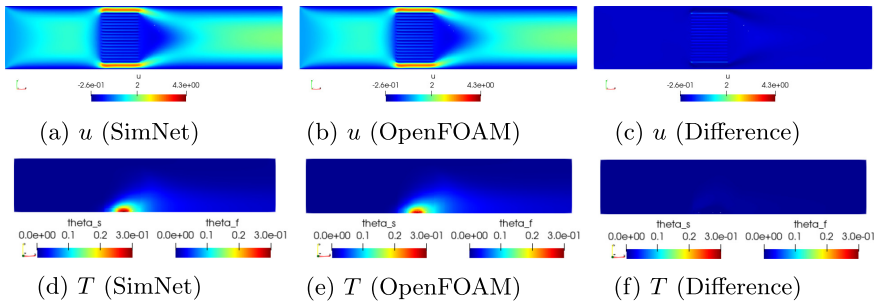 u u u
-2.6e-01 2 4.3e+00 -2.6e-01 2 4.3e+00 -2.6e-01 2 4.3e+00
(a) u (SimNet) (b) u (OpenFOAM) (c) u (Difference)
theta_s theta_f theta_s theta_f theta_s theta_f
0.0e+00 0.1 0.2 3.0e-01 0.0e+00 0.1 0.2 3.0e-01 0.0e+00 0.1 0.2 3.0e-01 0.0e+00 0.1 0.2 3.0e-01 0.0e+00 0.1 0.2 3.0e-01 0.0e+00 0.1 0.2 3.0e-01
(d) T (SimNet) (e) T (OpenFOAM) (f) T (Difference)